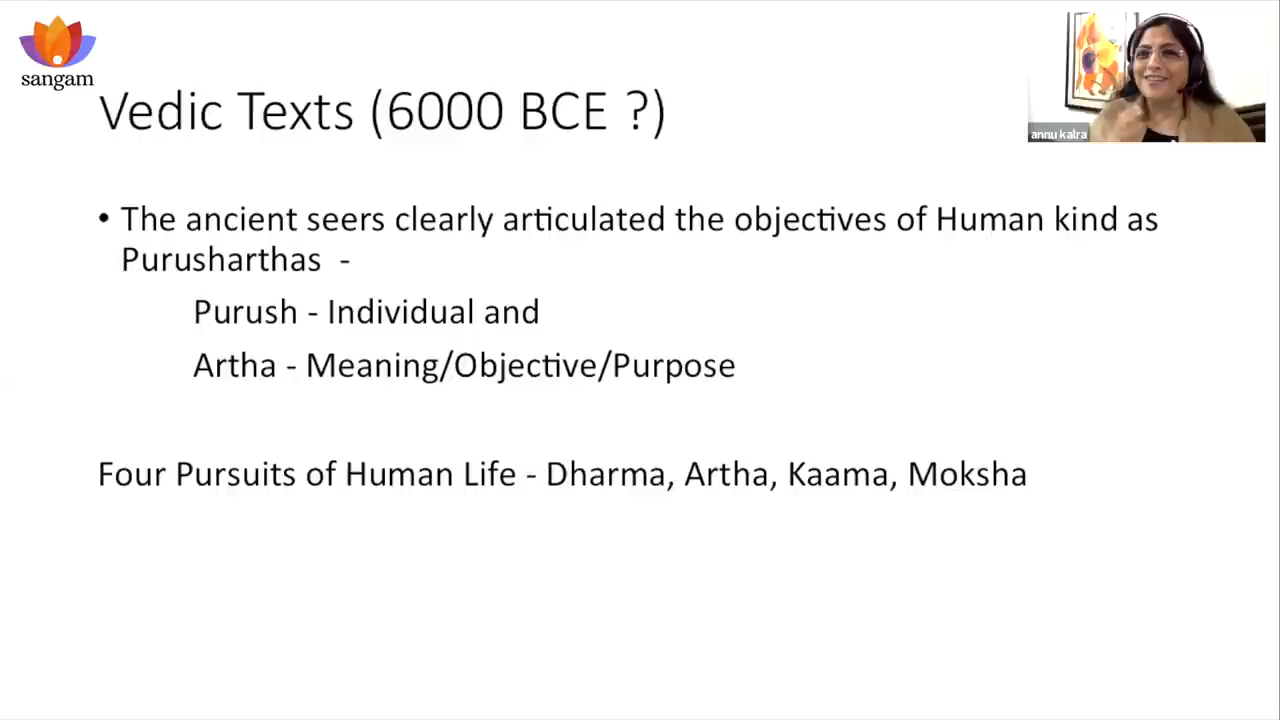 sangam
Vedic Texts (6000 BCE ?)
annu kalra
• The ancient seers clearly articulated the objectives of Human kind as
Purusharthas -
Purush - Individual and
Artha - Meaning/Objective/Purpose
Four Pursuits of Human Life - Dharma, Artha, Kaama, Moksha